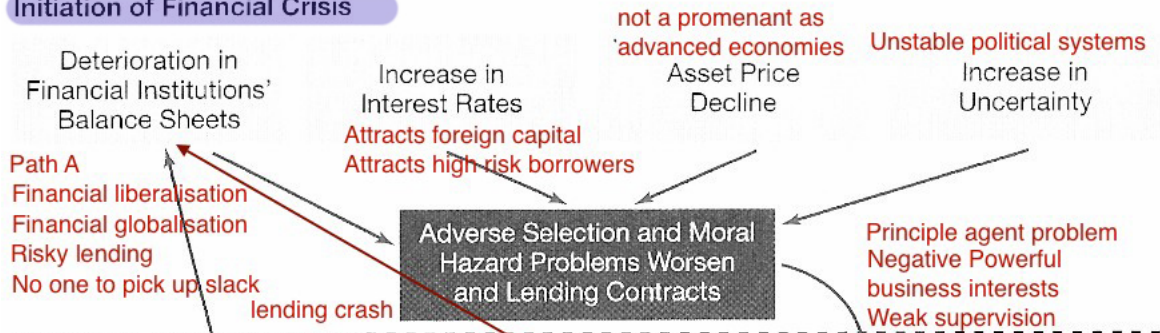 Initiation of Financial Crisis
Deterioration in
Financial Institutions'
Balance Sheets
Path A
Financial liberalisation
Financial globalisation
Risky lending
No one to pick up slack
lending crash
Increase in
Interest Rates
Attracts foreign capital
Attracts high risk borrowers
not a promenant as
advanced economies
Asset Price
Decline
Unstable political systems
Increase in
Uncertainty
Adverse Selection and Moral
Hazard Problems Worsen
and Lending Contracts
Principle agent problem
Negative Powerful
business interests
Weak supervision